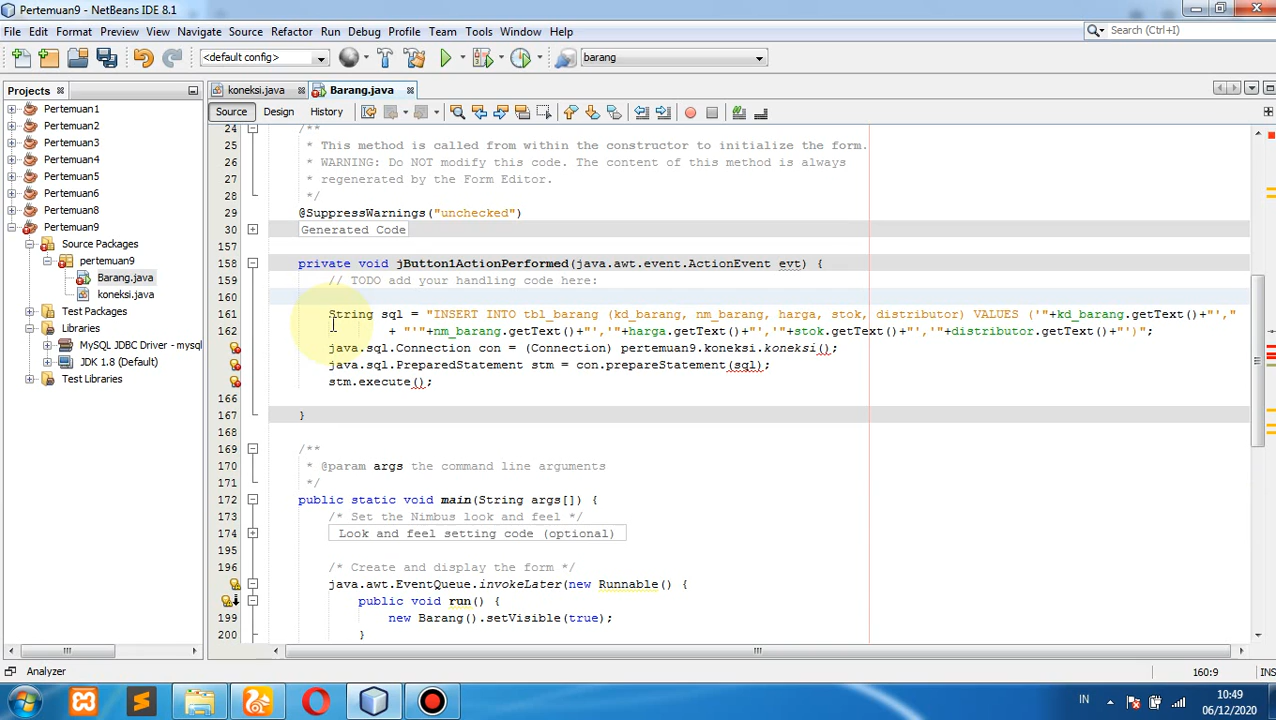 Pertemuan9 - NetBeans IDE 8.1
File Edit Format Preview View Navigate Source Refactor Run Debug Profile Team Tools Window Help
Search (Ctrl+I)
<default config>
barang
Projects
koneksi.java
Barang.java
Source Design History
Pertemuan1
Pertemuan2
Pertemuan3
Pertemuan4
Pertemuan5
Pertemuan6
Pertemuan8
Pertemuan9
Source Packages
pertemuan9
Barang.java
koneksi.java
Test Packages
Libraries
MySQL JDBC Driver - mysql
JDK 1.8 (Default)
Test Libraries
24 /**
25 * This method is called from within the constructor to initialize the form.
26 * WARNING: Do NOT modify this code. The content of this method is always
27 * regenerated by the Form Editor.
28 */
29 @SuppressWarnings("unchecked")
30 Generated Code
157
158 private void jButton1ActionPerformed(java.awt.event.ActionEvent evt) {
159 // TODO add your handling code here:
160
161 String sql = "INSERT INTO tbl_barang (kd_barang, nm_barang, harga, stok, distributor) VALUES ('"+kd_barang.getText()+"',"
162 + "'"+nm_barang.getText()+"','"+harga.getText()+"','"+stok.getText()+"','"+distributor.getText()+"')";
java.sql.Connection con = (Connection) pertemuan9.koneksi.koneksi();
java.sql.PreparedStatement stm = con.prepareStatement(sql);
stm.execute();
166
167 }
168
169 /**
170 * @param args the command line arguments
171 */
172 public static void main(String args[]) {
173 /* Set the Nimbus look and feel */
174 Look and feel setting code (optional)
195
196 /* Create and display the form */
java.awt.EventQueue.invokeLater(new Runnable() {
public void run() {
199 new Barang().setVisible(true);
200 }
Analyzer
160:9
INS
IN
10:49
06/12/2020